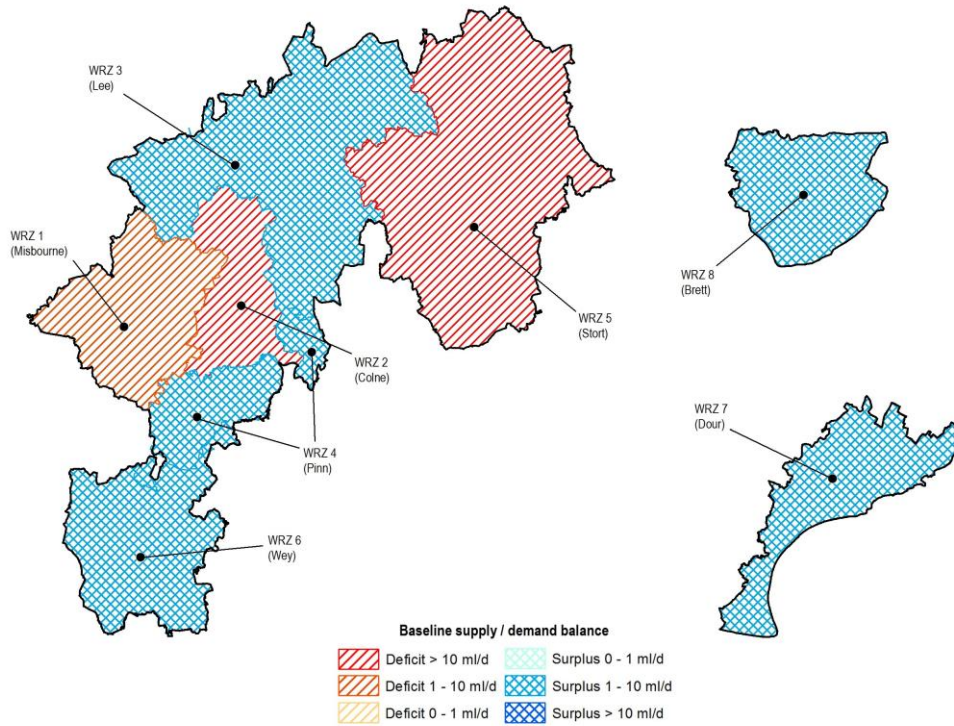 WRZ 3
(Lee)
WRZ 1
(Misbourne)
WRZ 8
(Brett)
WRZ 5
(Stort)
WRZ 2
(Colne)
WRZ 7
(Dour)
WRZ 4
(Pinn)
WRZ 6
(Wey)
Baseline supply / demand balance
Deficit > 10 ml/d
Surplus 0 - 1 ml/d
Deficit 1 - 10 ml/d
Surplus 1 - 10 ml/d
Deficit 0 - 1 ml/d
Surplus > 10 ml/d